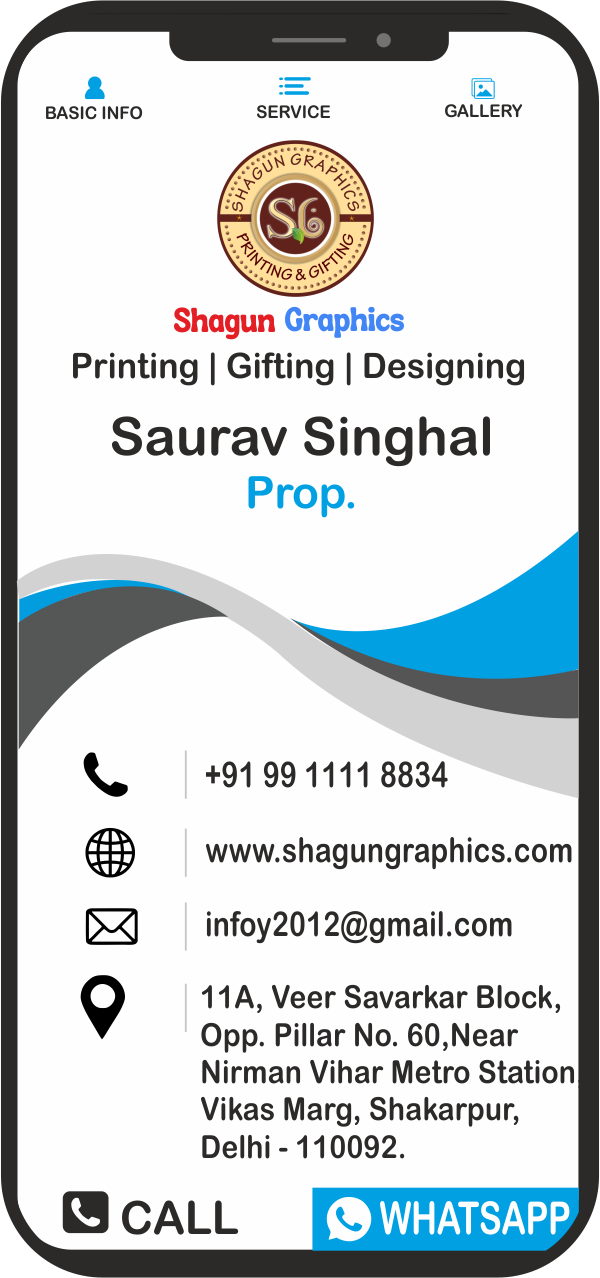 BASIC INFO
SERVICE
GALLERY
SHAGUN GRAPHICS
SG
PRINTING & GIFTING
Shagun Graphics
Printing | Gifting | Designing
Saurav Singhal
Prop.
+91 99 1111 8834
www.shagungraphics.com
infoy2012@gmail.com
11A, Veer Savarkar Block,
Opp. Pillar No. 60,Near
Nirman Vihar Metro Station,
Vikas Marg, Shakarpur,
Delhi - 110092.
CALL
WHATSAPP